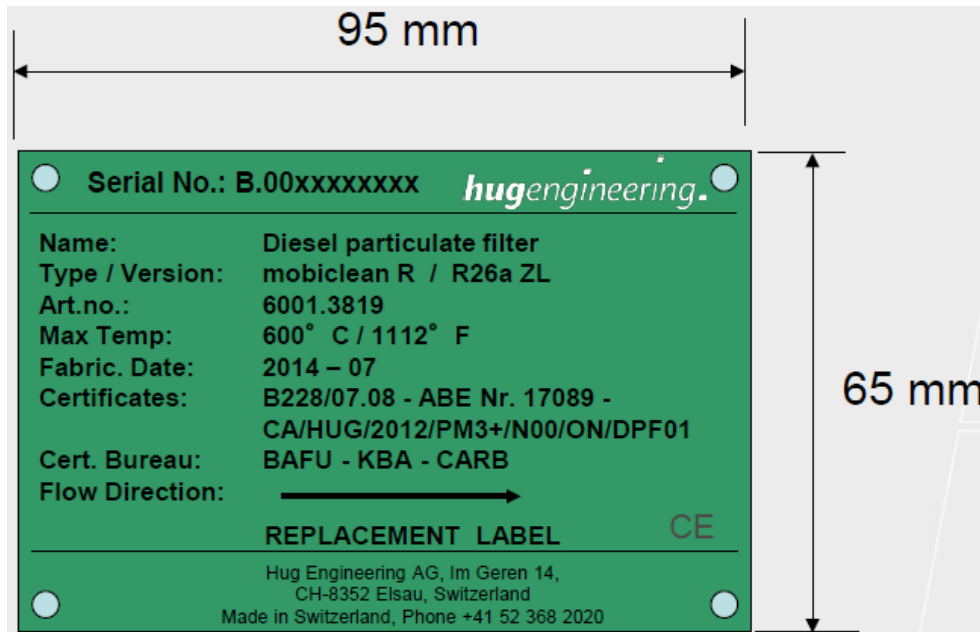 95 mm
Serial No.: B.00xxxxxxxx hugengineering.
Name: Diesel particulate filter
Type / Version: mobiclean R / R26a ZL
Art.no.: 6001.3819
Max Temp: 600° C / 1112° F
Fabric. Date: 2014 – 07
Certificates: B228/07.08 - ABE Nr. 17089 -
CA/HUG/2012/PM3+/N00/ON/DPF01
Cert. Bureau: BAFU - KBA - CARB
Flow Direction:
REPLACEMENT LABEL CE
Hug Engineering AG, Im Geren 14,
CH-8352 Elsau, Switzerland
Made in Switzerland, Phone +41 52 368 2020
65 mm